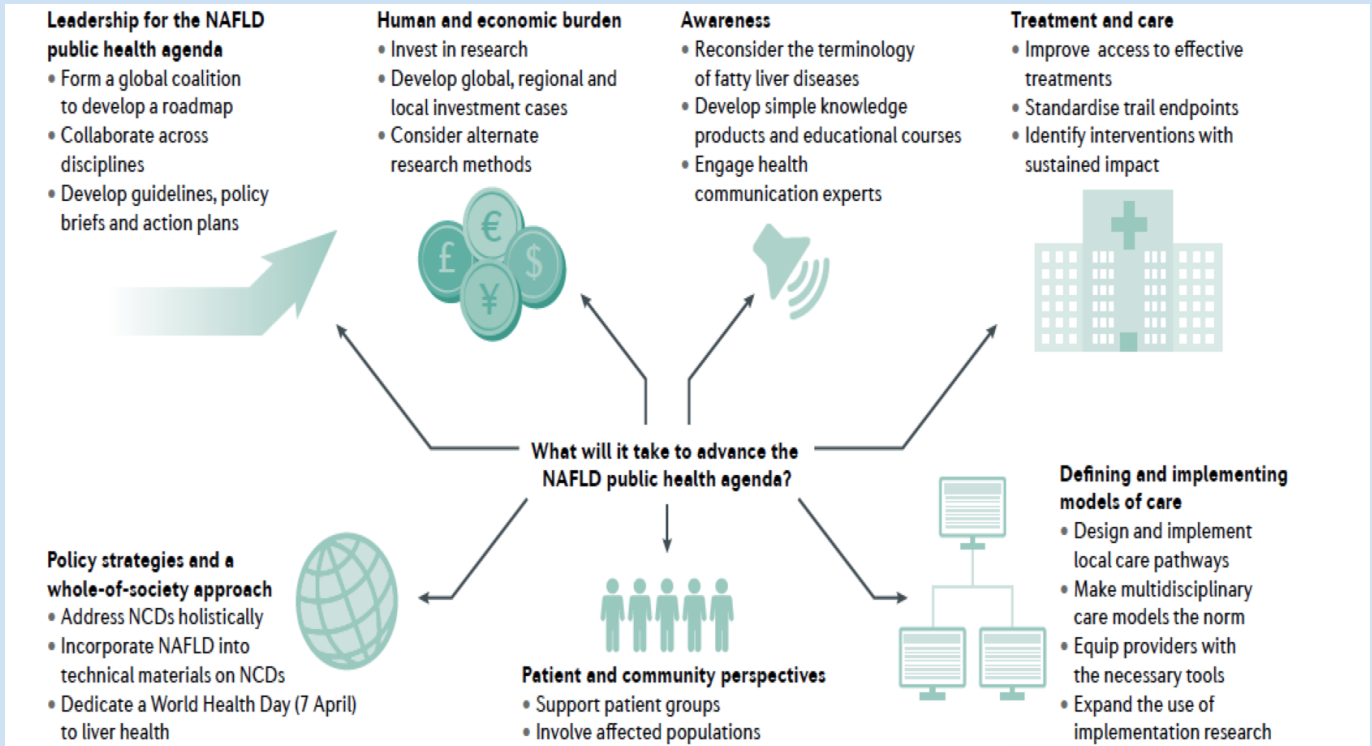 Leadership for the NAFLD
public health agenda
• Form a global coalition
to develop a roadmap
• Collaborate across
disciplines
• Develop guidelines, policy
briefs and action plans
Human and economic burden
• Invest in research
• Develop global, regional and
local investment cases
• Consider alternate
research methods
€
£
$
¥
Awareness
• Reconsider the terminology
of fatty liver diseases
• Develop simple knowledge
products and educational courses
• Engage health
communication experts
Treatment and care
• Improve access to effective
treatments
• Standardise trail endpoints
• Identify interventions with
sustained impact
What will it take to advance the
NAFLD public health agenda?
Policy strategies and a
whole-of-society approach
• Address NCDs holistically
• Incorporate NAFLD into
technical materials on NCDs
• Dedicate a World Health Day (7 April)
to liver health
Patient and community perspectives
• Support patient groups
• Involve affected populations
Defining and implementing
models of care
• Design and implement
local care pathways
• Make multidisciplinary
care models the norm
• Equip providers with
the necessary tools
• Expand the use of
implementation research